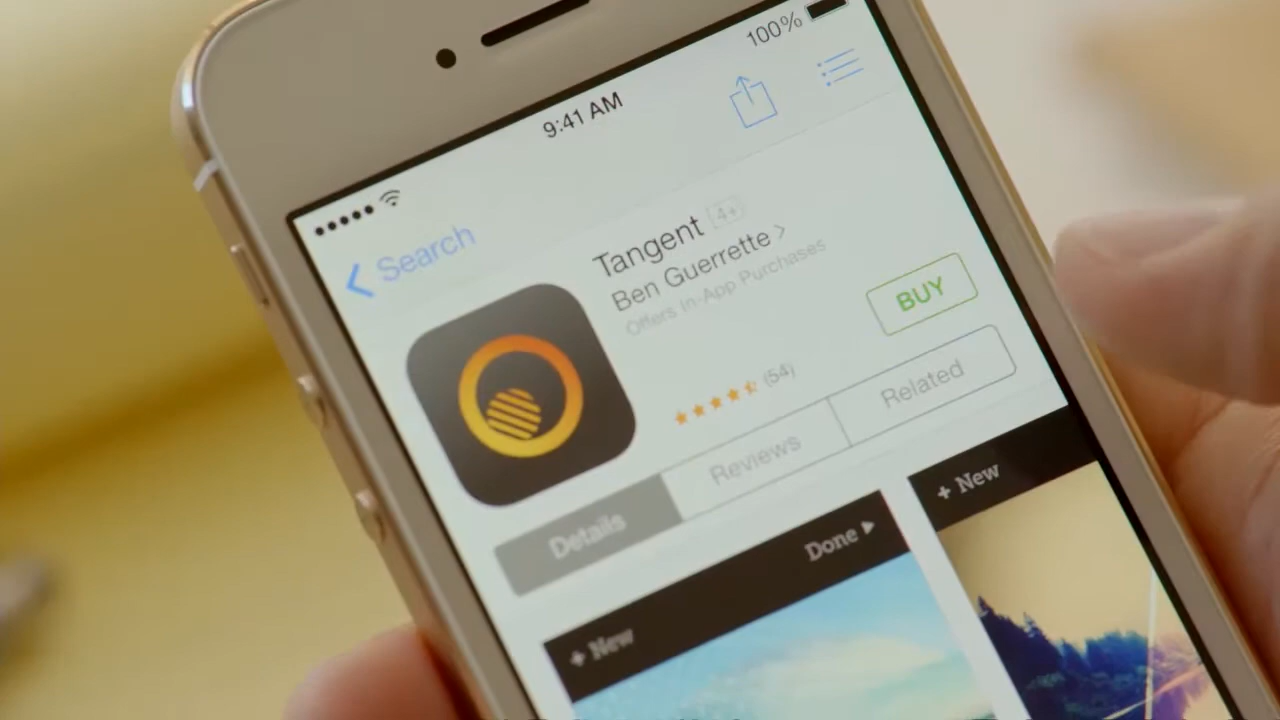 100%
9:41 AM
Search
Tangent 4+
Ben Guerrette >
Offers In-App Purchases
BUY
(54)
Details Reviews Related
+ New Done
+ New